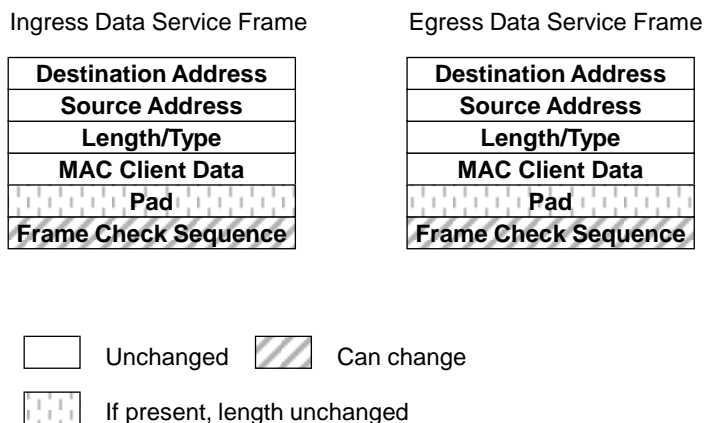 Ingress Data Service Frame
Egress Data Service Frame
Destination Address
Source Address
Length/Type
MAC Client Data
Pad
Frame Check Sequence
Destination Address
Source Address
Length/Type
MAC Client Data
Pad
Frame Check Sequence
Unchanged
Can change
If present, length unchanged